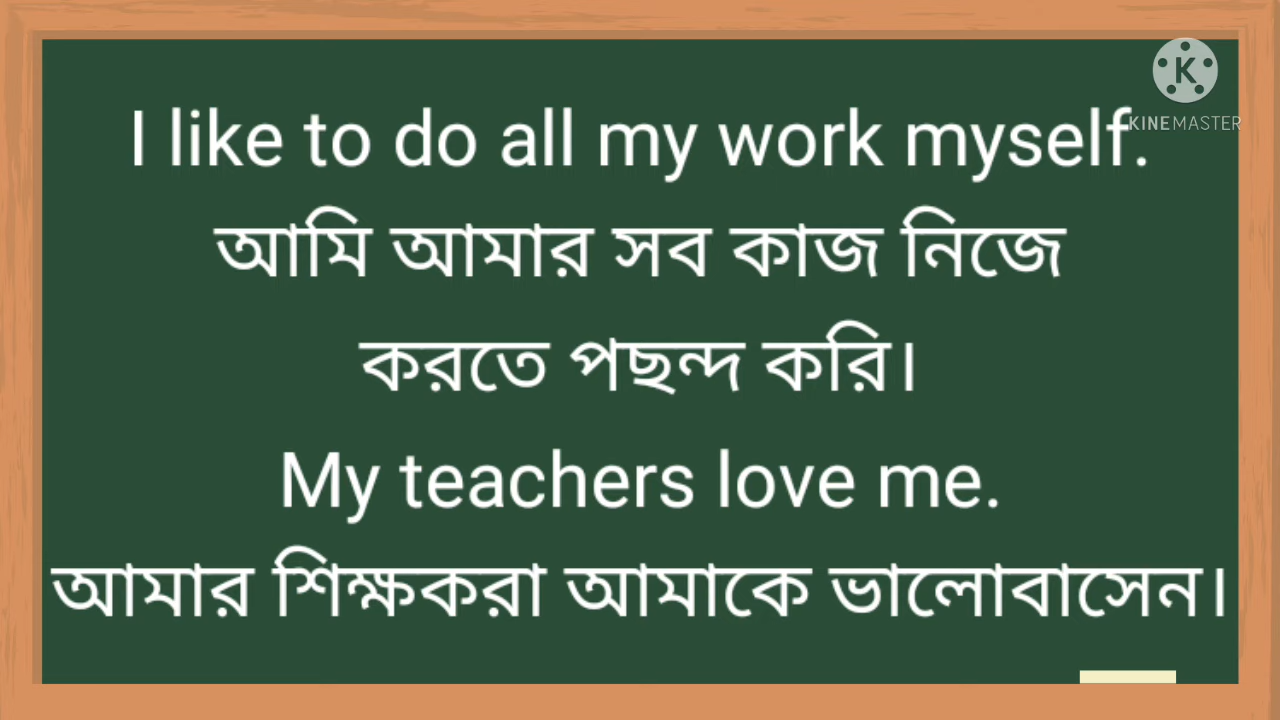 I like to do all my work myself.
KINEMASTER
আমি আমার সব কাজ নিজে
করতে পছন্দ করি।
My teachers love me.
আমার শিক্ষকরা আমাকে ভালোবাসেন।